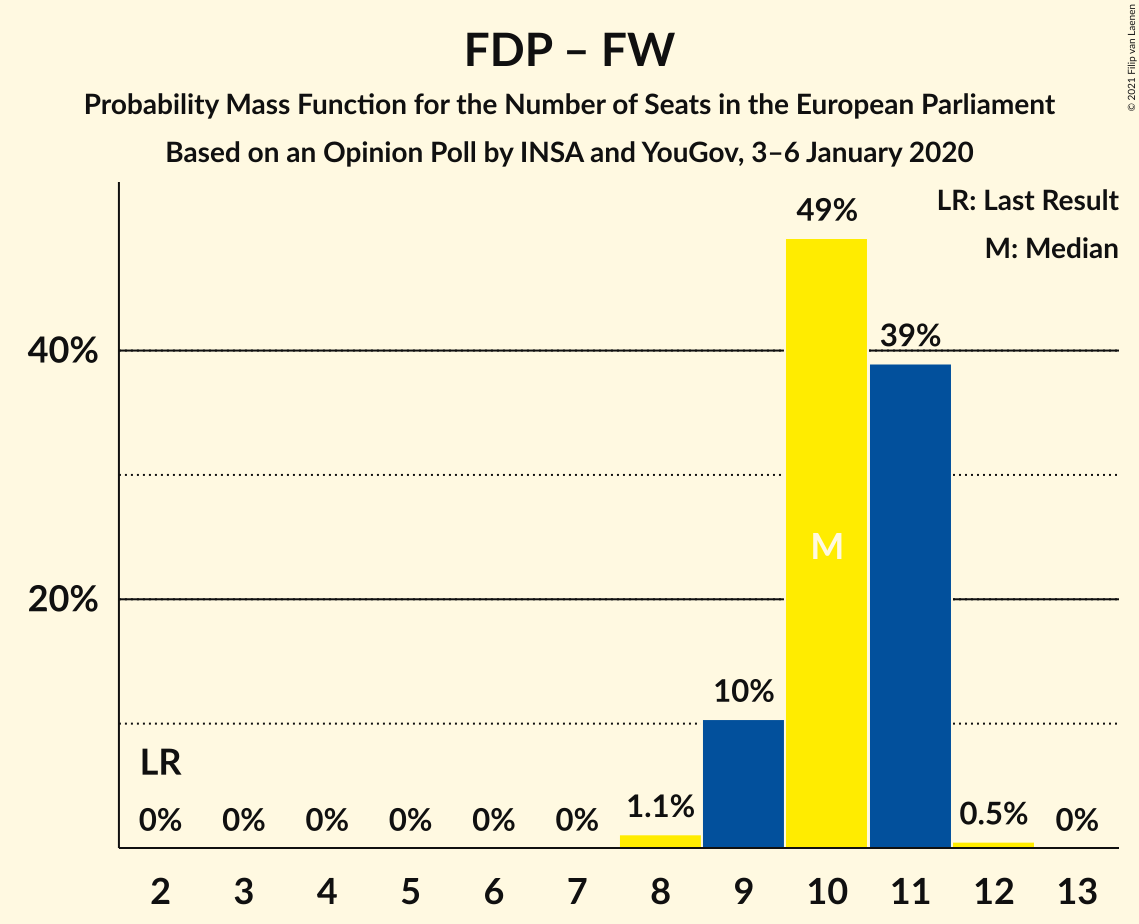 FDP – FW
Probability Mass Function for the Number of Seats in the European Parliament
Based on an Opinion Poll by INSA and YouGov, 3–6 January 2020
© 2021 Filip van Laenen
LR: Last Result
M: Median
49%
39%
40%
M
20%
10%
LR
0% 0% 0% 0% 0% 0% 1.1% 0.5% 0%
2 3 4 5 6 7 8 9 10 11 12 13